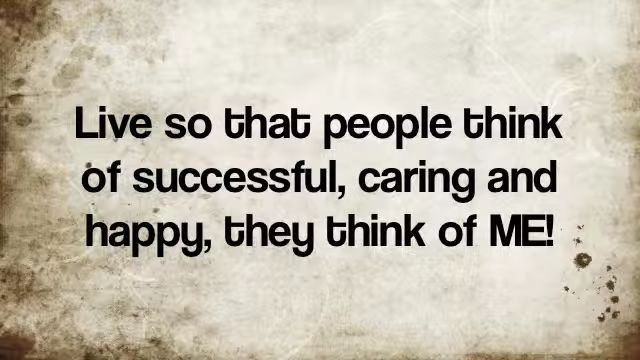 Live so that people think
of successful, caring and
happy, they think of ME!